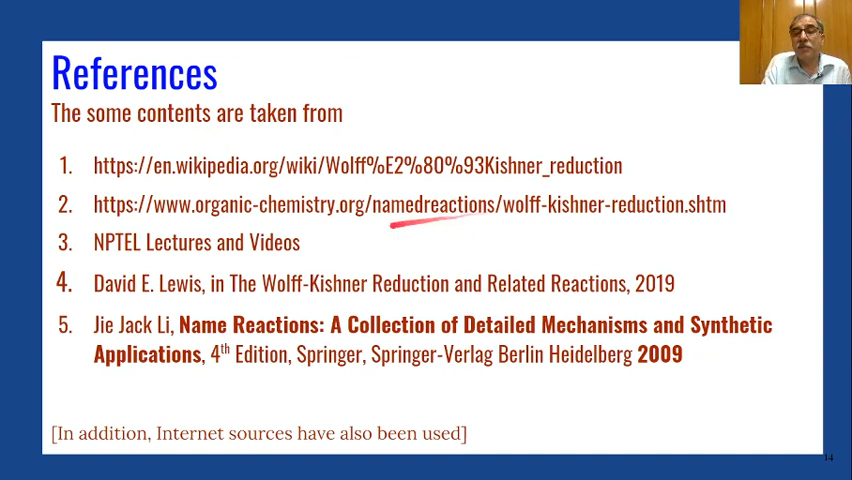 References
The some contents are taken from
1. https://en.wikipedia.org/wiki/Wolff%E2%80%93Kishner_reduction
2. https://www.organic-chemistry.org/namedreactions/wolff-kishner-reduction.shtm
3. NPTEL Lectures and Videos
4. David E. Lewis, in The Wolff-Kishner Reduction and Related Reactions, 2019
5. Jie Jack Li, Name Reactions: A Collection of Detailed Mechanisms and Synthetic
Applications, 4th Edition, Springer, Springer-Verlag Berlin Heidelberg 2009
[In addition, Internet sources have also been used]
14